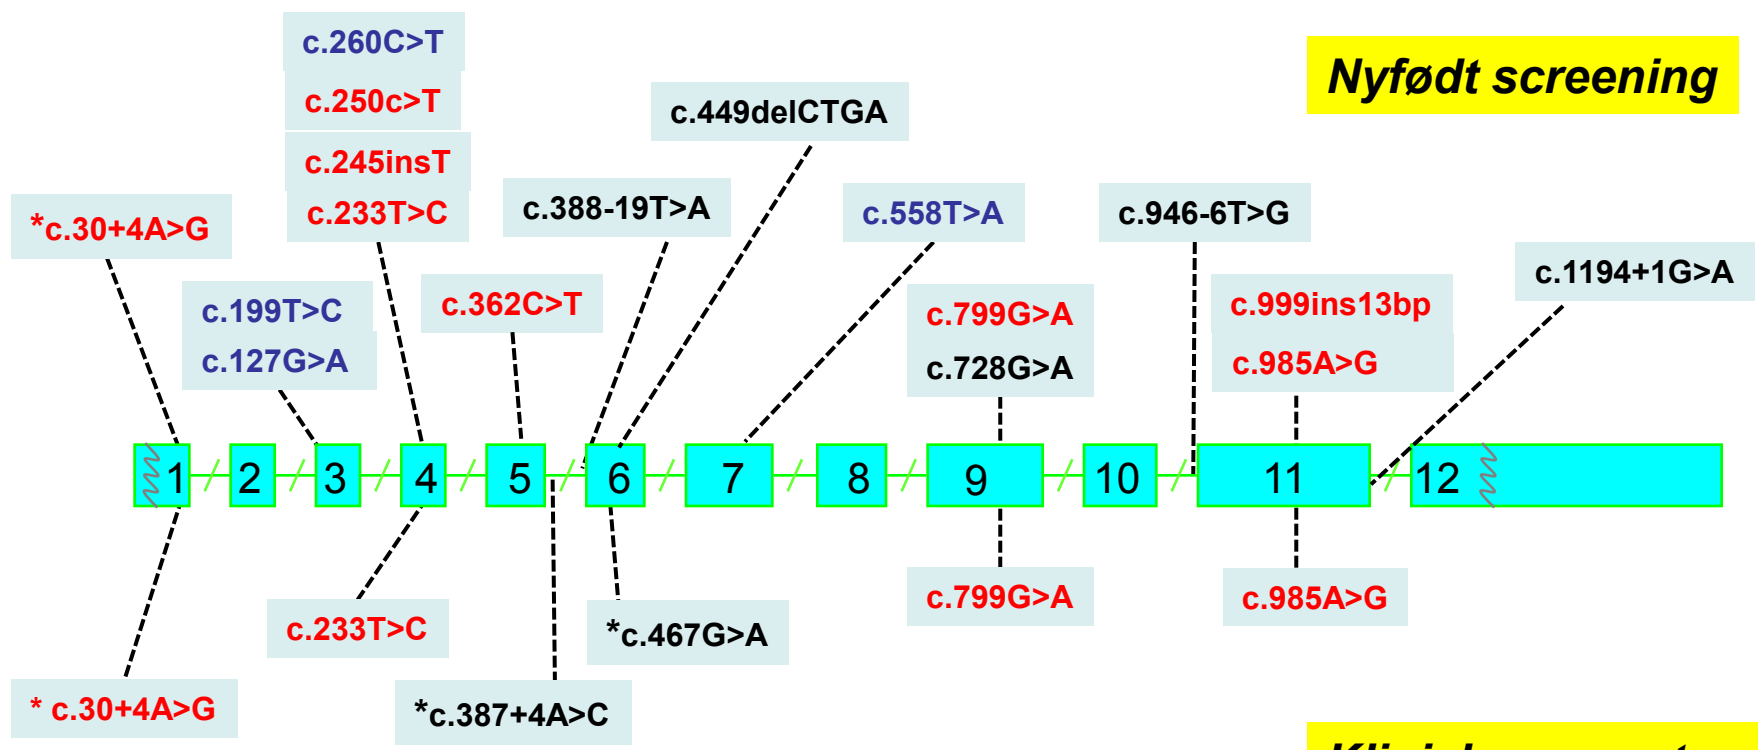 c.260C>T
Nyfødt screening
c.250c>T
c.449delCTGA
c.245insT
c.233T>C
c.388-19T>A
c.558T>A
c.946-6T>G
*c.30+4A>G
c.1194+1G>A
c.199T>C
c.362C>T
c.799G>A
c.999ins13bp
c.127G>A
c.728G>A
c.985A>G
1 2 3 4 5 6 7 8 9 10 11 12
c.799G>A
c.985A>G
c.233T>C
*c.467G>A
* c.30+4A>G
*c.387+4A>C